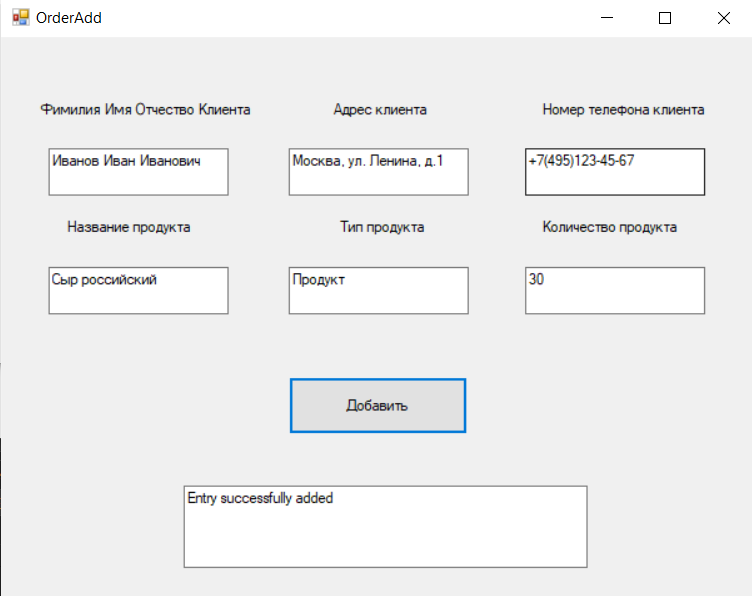 OrderAdd
Фимилия Имя Отчество Клиента
Адрес клиента
Номер телефона клиента
Иванов Иван Иванович
Москва, ул. Ленина, д.1
+7(495)123-45-67
Название продукта
Тип продукта
Количество продукта
Сыр российский
Продукт
30
Добавить
Entry successfully added